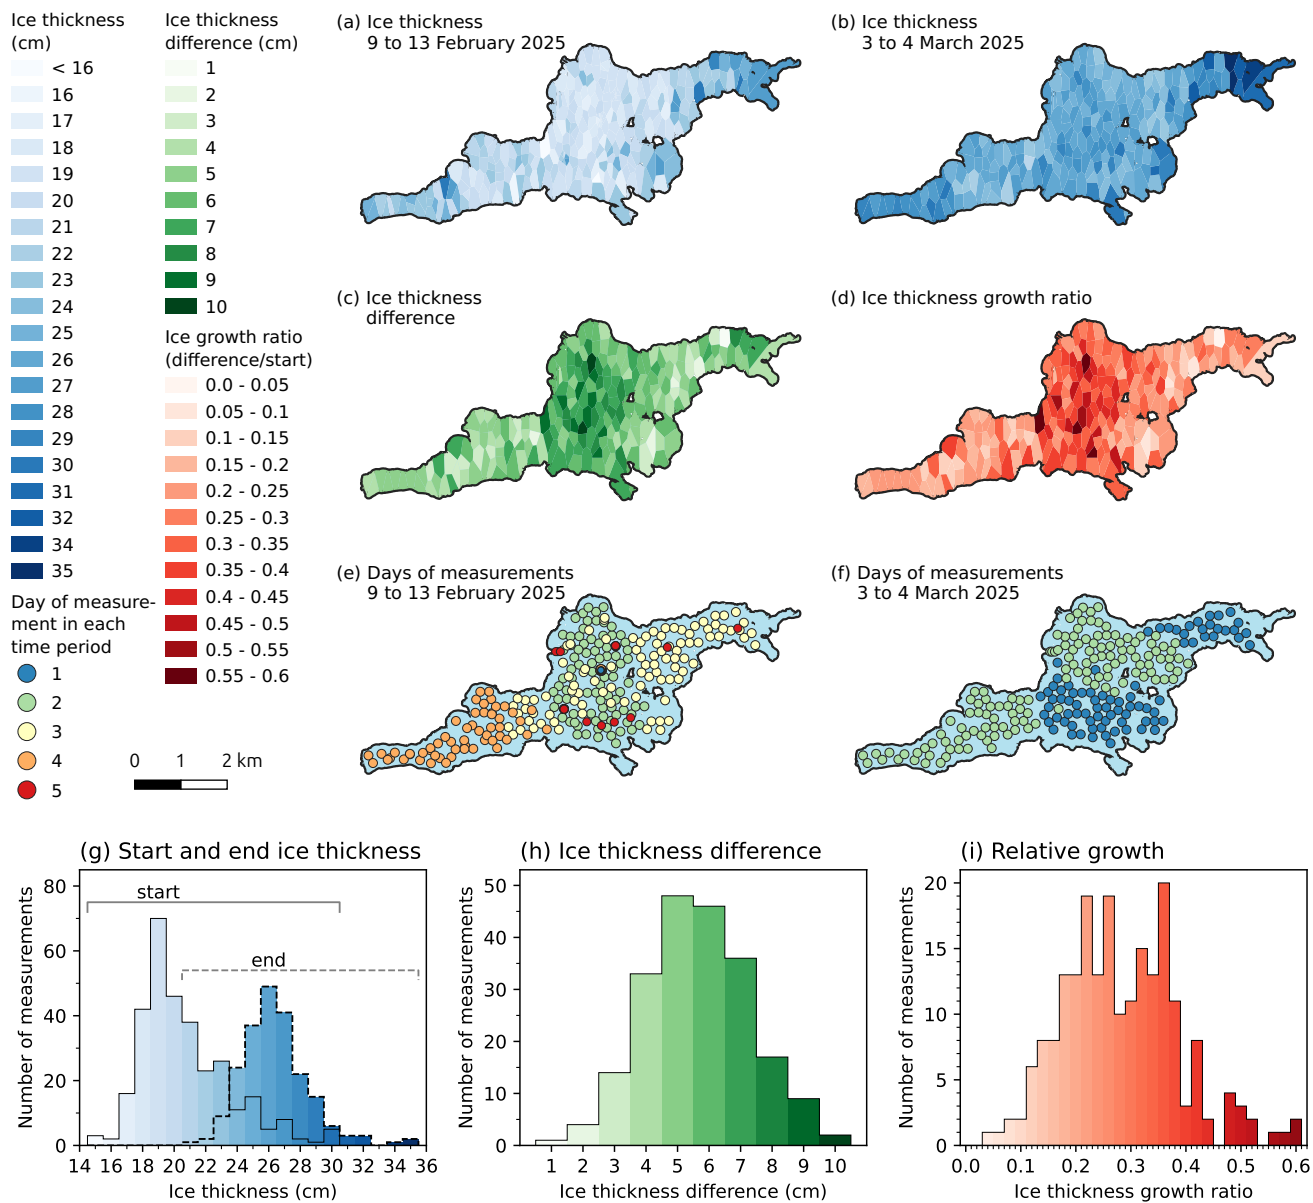 Ice thickness
(cm)
< 16
16
17
18
19
20
21
22
23
24
25
26
27
28
29
30
31
32
34
35
Day of measure-
ment in each
time period
1
2
3
4
5
Ice thickness
difference (cm)
1
2
3
4
5
6
7
8
9
10
Ice growth ratio
(difference/start)
0.0 - 0.05
0.05 - 0.1
0.1 - 0.15
0.15 - 0.2
0.2 - 0.25
0.25 - 0.3
0.3 - 0.35
0.35 - 0.4
0.4 - 0.45
0.45 - 0.5
0.5 - 0.55
0.55 - 0.6
0 1 2 km
(a) Ice thickness
9 to 13 February 2025
(b) Ice thickness
3 to 4 March 2025
(c) Ice thickness
difference
(d) Ice thickness growth ratio
(e) Days of measurements
9 to 13 February 2025
(f) Days of measurements
3 to 4 March 2025
(g) Start and end ice thickness
Number of measurements
80
60
40
20
0
start
end
14 16 18 20 22 24 26 28 30 32 34 36
Ice thickness (cm)
(h) Ice thickness difference
Number of measurements
50
40
30
20
10
0
1 2 3 4 5 6 7 8 9 10
Ice thickness difference (cm)
(i) Relative growth
Number of measurements
20
15
10
5
0
0.0 0.1 0.2 0.3 0.4 0.5 0.6
Ice thickness growth ratio